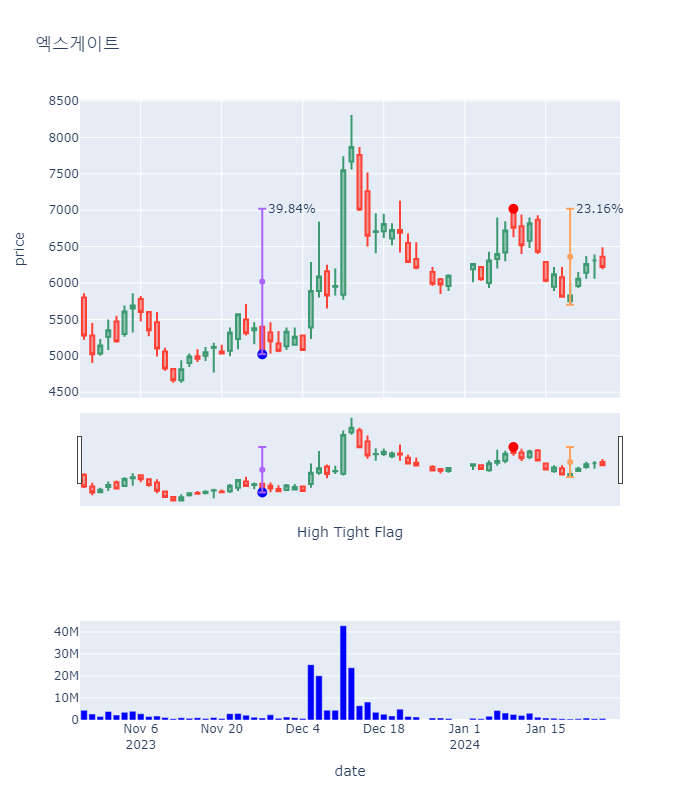 엑스게이트
8500
8000
7500
7000
6500
6000
5500
5000
4500
price
39.84%
23.16%
High Tight Flag
40M
30M
20M
10M
0
Nov 6
2023
Nov 20
Dec 4
Dec 18
Jan 1
2024
Jan 15
date